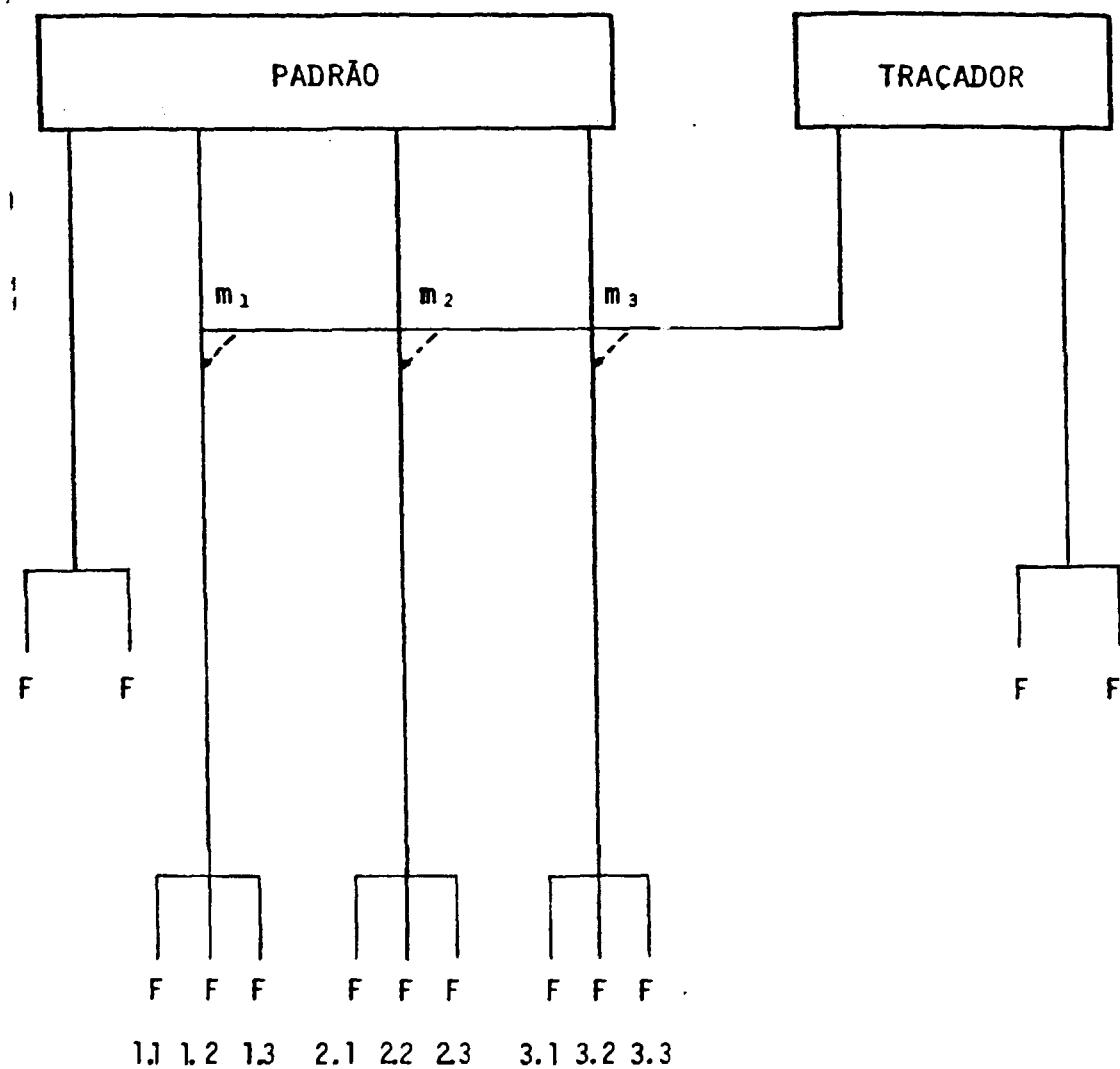 PADRÃO TRAÇADOR
m₁ m₂ m₃
F F F F
F F F F F F F F F
1.1 1.2 1.3 2.1 2.2 2.3 3.1 3.2 3.3